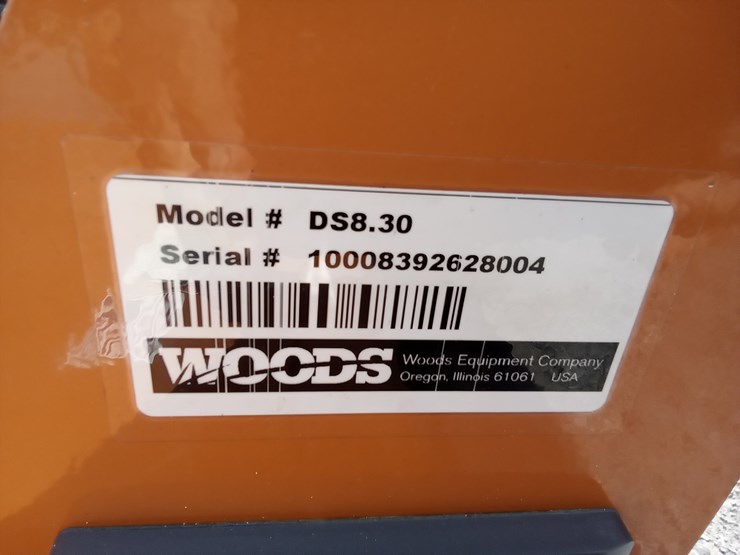 Model # DS8.30
Serial # 10008392628004
WOODS
Woods Equipment Company
Oregon, Illinois 61061 USA